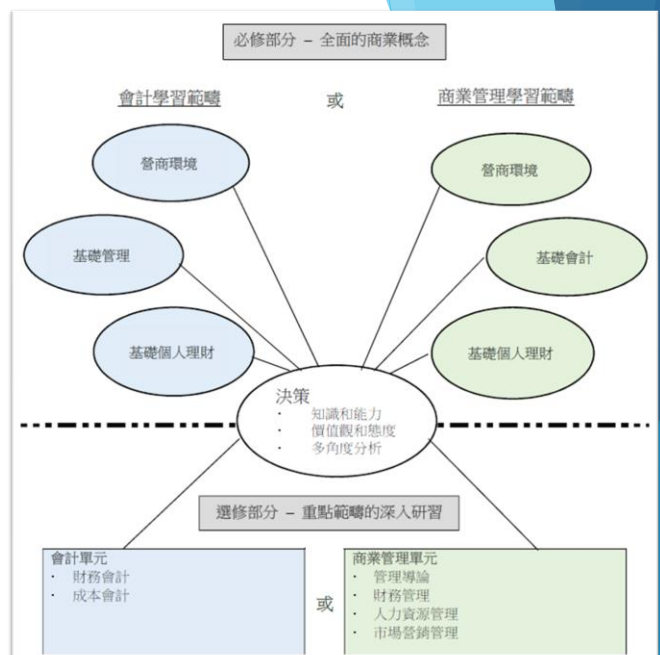 必修部分 – 全面的商業概念
會計學習範疇
或
商業管理學習範疇
營商環境
營商環境
基礎管理
基礎會計
基礎個人理財
基礎個人理財
決策
· 知識和能力
· 價值觀和態度
· 多角度分析
選修部分 – 重點範疇的深入研習
會計單元
· 財務會計
· 成本會計
或
商業管理單元
· 管理導論
· 財務管理
· 人力資源管理
· 市場營銷管理